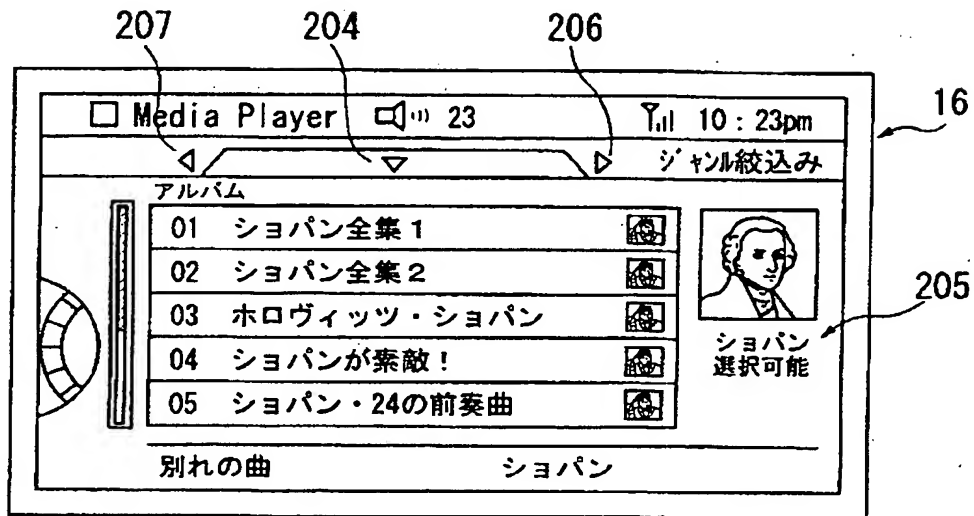 207 204 206
16
□ Media Player 23 10:23pm
◁ ▽ ▷ ジャンル絞込み
アルバム
01 ショパン全集1
02 ショパン全集2
03 ホロヴィッツ・ショパン
04 ショパンが素敵!
05 ショパン・24の前奏曲
205
ショパン
選択可能
別れの曲 ショパン